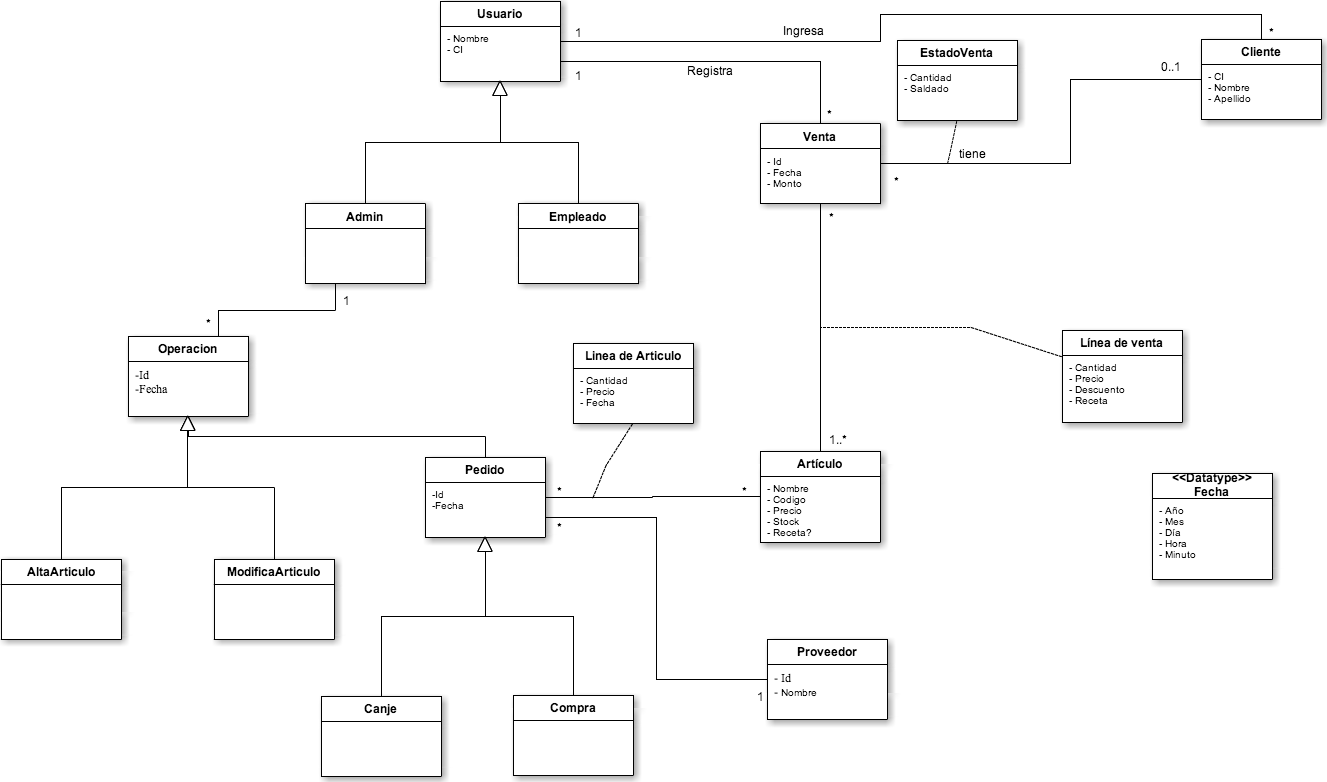 Usuario
- Nombre
- CI
1
Ingresa
*
1
Registra
*
EstadoVenta
- Cantidad
- Saldado
Cliente
- CI
- Nombre
- Apellido
0..1
Venta
- Id
- Fecha
- Monto
tiene
*
*
Admin
Empleado
1
*
Operacion
-Id
-Fecha
Linea de Articulo
- Cantidad
- Precio
- Fecha
Línea de venta
- Cantidad
- Precio
- Descuento
- Receta
1..*
Pedido
-Id
-Fecha
*
*
*
Artículo
- Nombre
- Codigo
- Precio
- Stock
- Receta?
<<Datatype>>
Fecha
- Año
- Mes
- Día
- Hora
- Minuto
AltaArticulo
ModificaArticulo
Proveedor
- Id
- Nombre
1
Canje
Compra